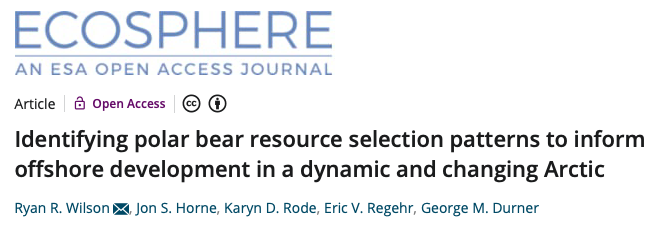 ECOSPHERE
AN ESA OPEN ACCESS JOURNAL
Article Open Access cc
Identifying polar bear resource selection patterns to inform
offshore development in a dynamic and changing Arctic
Ryan R. Wilson, Jon S. Horne, Karyn D. Rode, Eric V. Regehr, George M. Durner